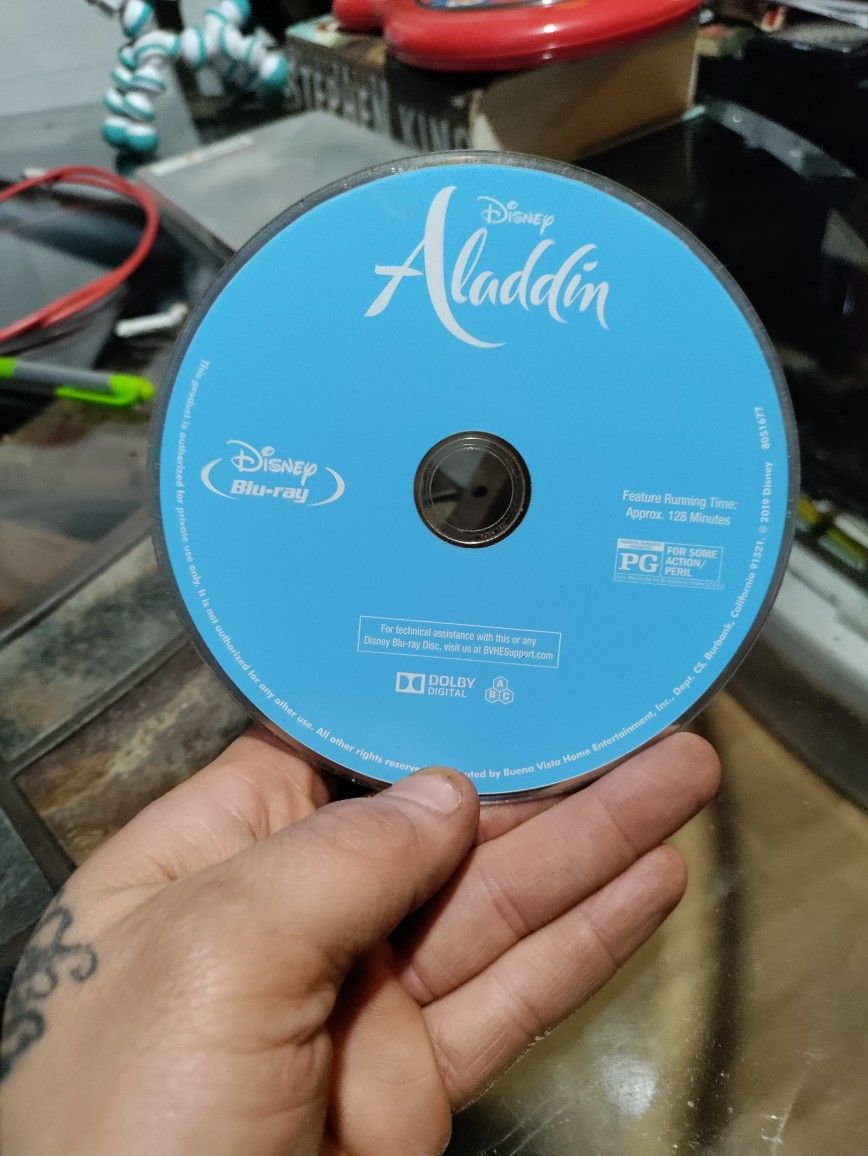 STEPHEN KING
Disney
Aladdin
Disney
Blu-ray
Feature Running Time:
Approx. 128 Minutes
PG
FOR SOME
ACTION/
PERIL
For technical assistance with this or any
Disney Blu-ray Disc, visit us at BVHESupport.com
DOLBY
DIGITAL
A
B C
This product is authorized for private use only. It is not authorized for any other use. All other rights reserve uted by Buena Vista Home Entertainment, Inc., Dept. CS, Burbank, California 91521. © 2019 Disney 8051677